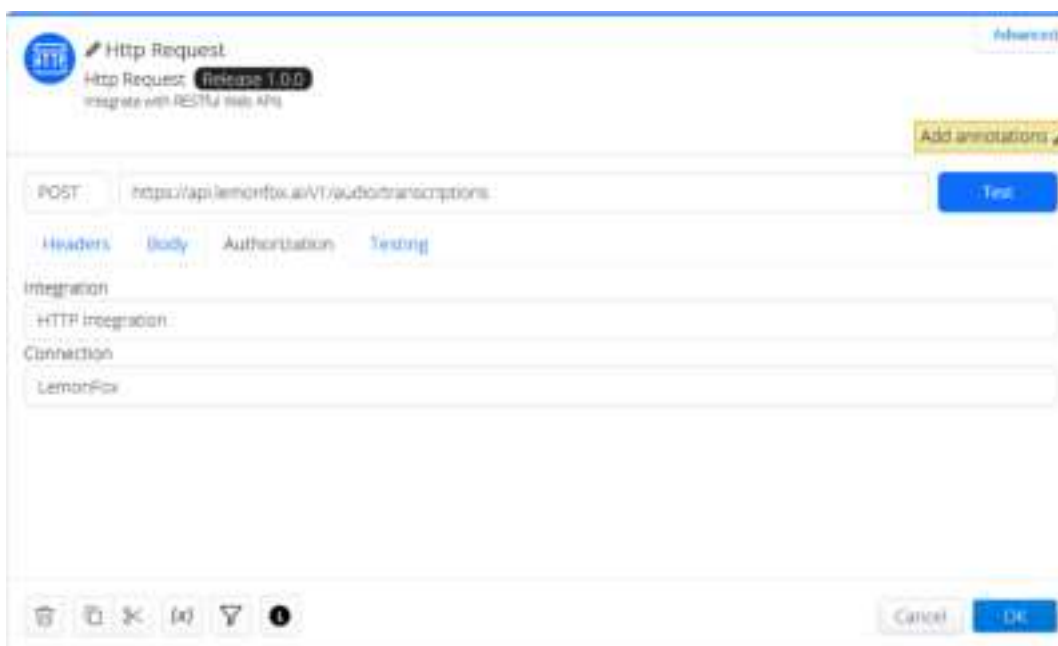 HTTP
Http Request
Advanced
Http Request Release 1.0.0
Integrate with RESTful Web APIs
Add annotations
POST https://api.lemonfox.ai/v1/audio/transcriptions Test
Headers Body Authorization Testing
Integration
HTTP Integration
Connection
LemonFox
{x}
Cancel OK